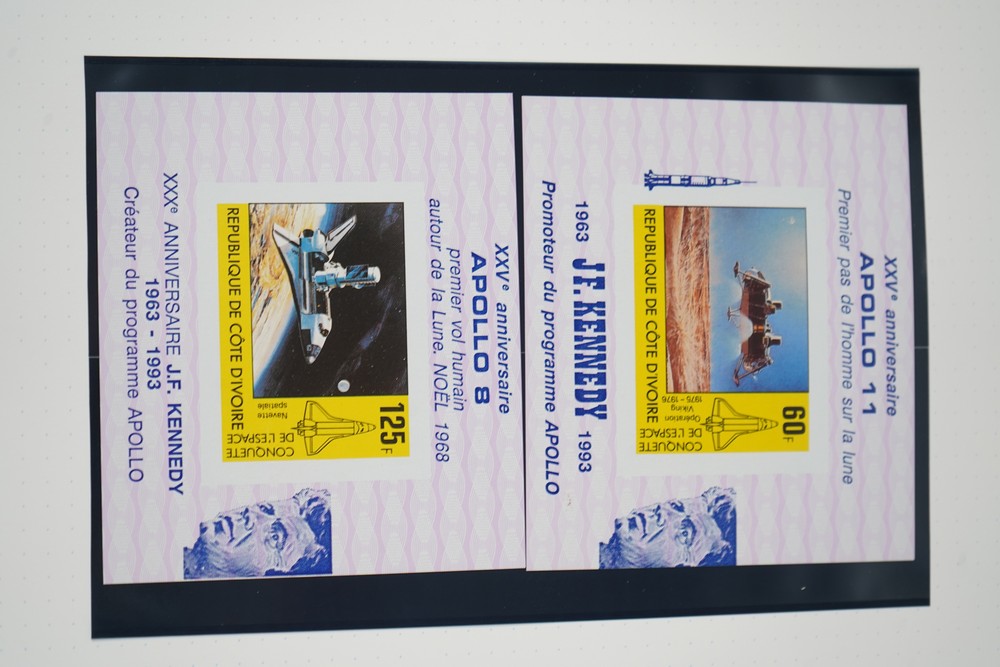 XXVe anniversaire
APOLLO 8
premier vol humain
autour de la Lune. NOËL 1968
125F
CONQUETE
DE L'ESPACE
Navette
spatiale
REPUBLIQUE DE CÔTE D'IVOIRE
XXXe ANNIVERSAIRE J.F. KENNEDY
1963 - 1993
Créateur du programme APOLLO
XXVe anniversaire
APOLLO 11
Premier pas de l'homme sur la lune
60F
CONQUETE
DE L'ESPACE
Opération
Viking
1975 - 1976
REPUBLIQUE DE CÔTE D'IVOIRE
1963 J.F. KENNEDY 1993
Promoteur du programme APOLLO